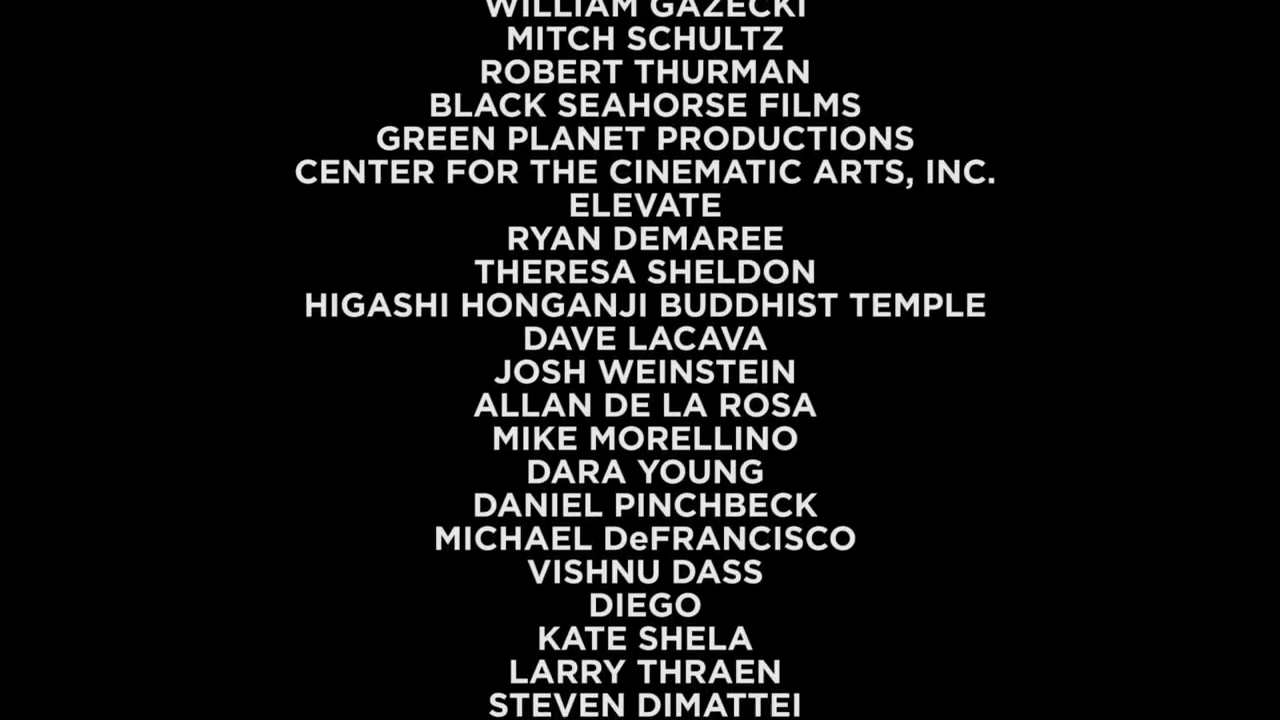 WILLIAM GAZECKI
MITCH SCHULTZ
ROBERT THURMAN
BLACK SEAHORSE FILMS
GREEN PLANET PRODUCTIONS
CENTER FOR THE CINEMATIC ARTS, INC.
ELEVATE
RYAN DEMAREE
THERESA SHELDON
HIGASHI HONGANJI BUDDHIST TEMPLE
DAVE LACAVA
JOSH WEINSTEIN
ALLAN DE LA ROSA
MIKE MORELLINO
DARA YOUNG
DANIEL PINCHBECK
MICHAEL DeFRANCISCO
VISHNU DASS
DIEGO
KATE SHELA
LARRY THRAEN
STEVEN DIMATTEI